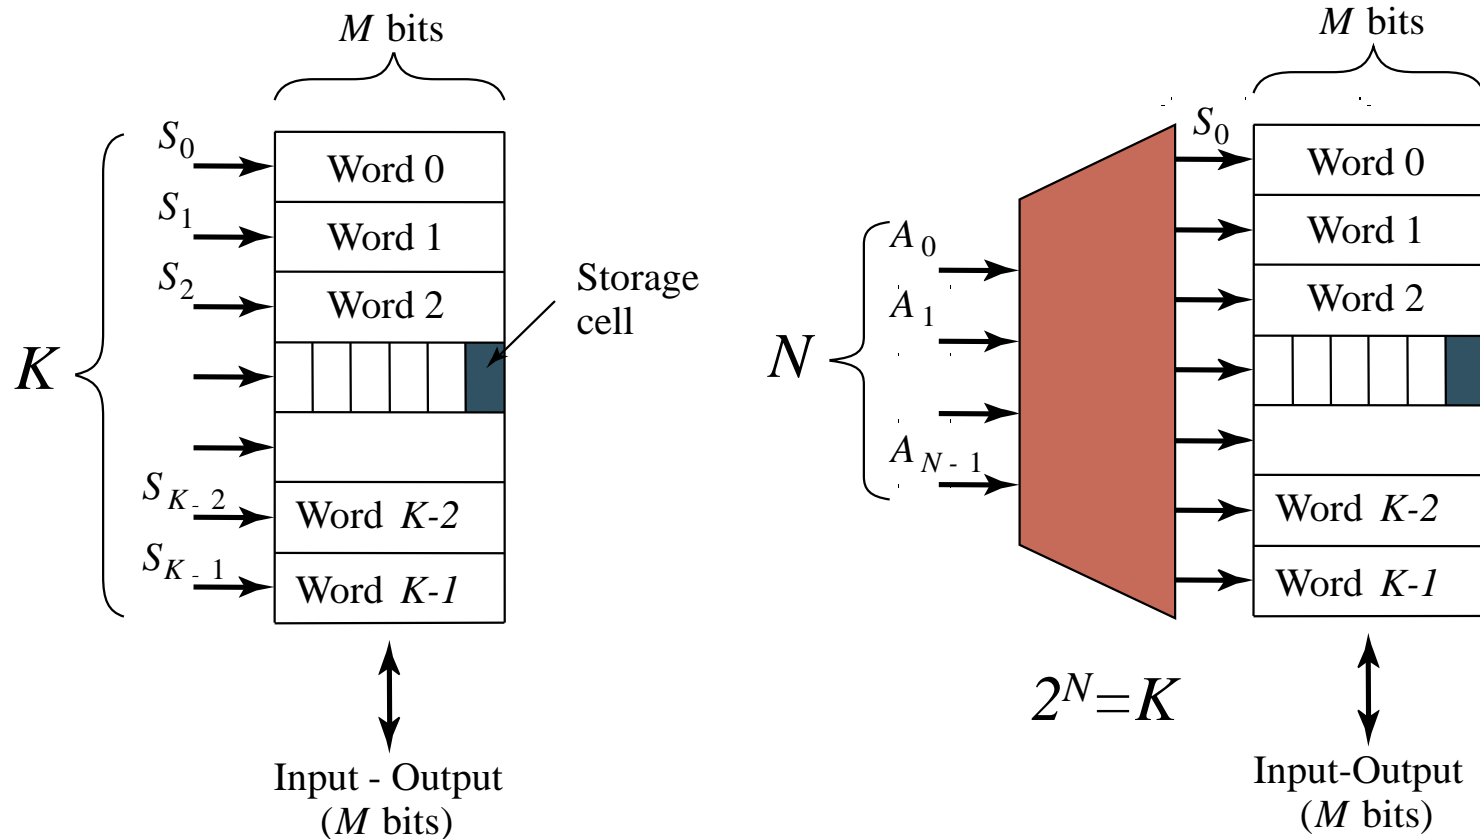 M bits
K
S0
Word 0
S1
Word 1
S2
Word 2
Storage
cell
SK - 2
Word K-2
SK - 1
Word K-1
Input - Output
(M bits)
M bits
N
A0
A1
AN - 1
S0
Word 0
Word 1
Word 2
Word K-2
Word K-1
2^N=K
Input-Output
(M bits)